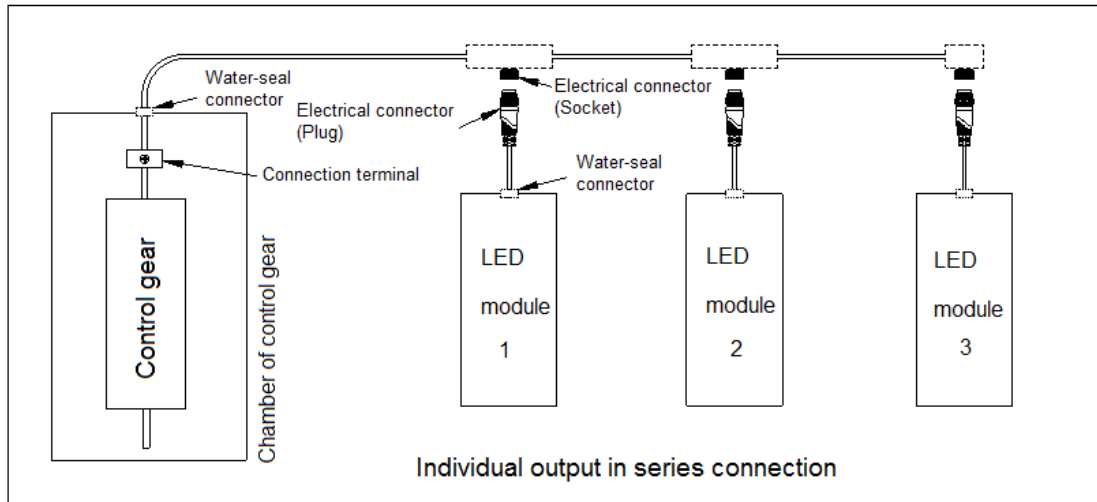 Water-seal
connector
Electrical connector
(Plug)
Electrical connector
(Socket)
Connection terminal
Water-seal
connector
Control gear
Chamber of control gear
LED
module
1
LED
module
2
LED
module
3
Individual output in series connection